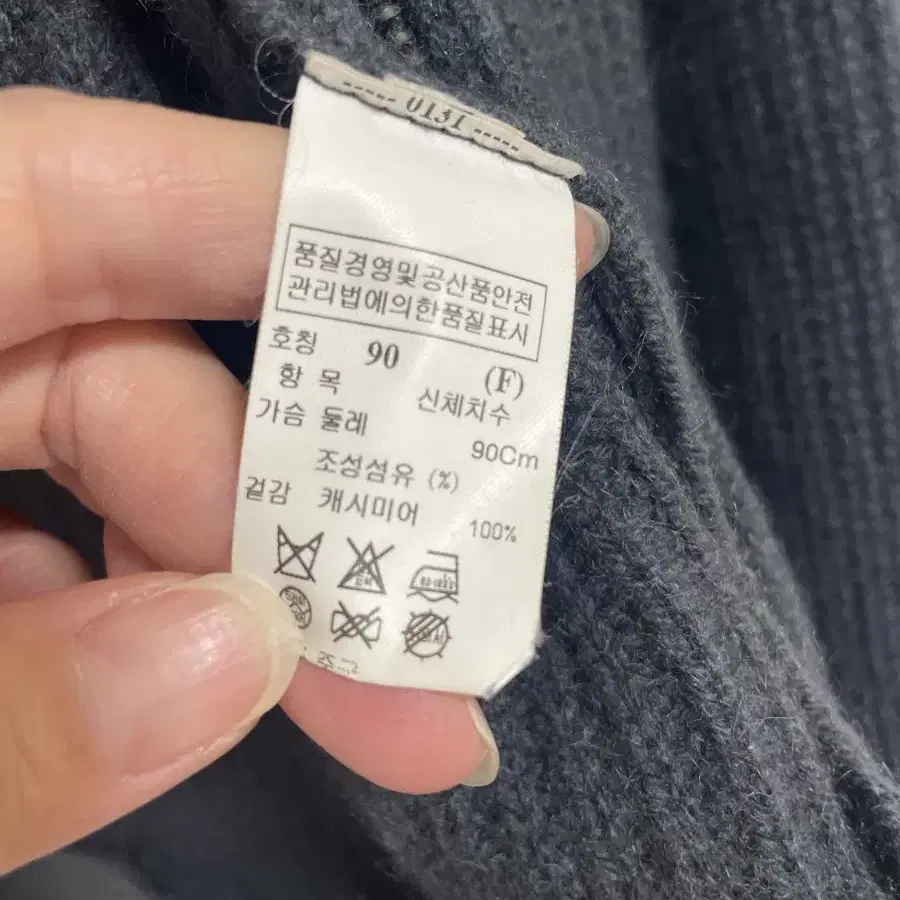 ----- 0131 -----
품질경영및공산품안전
관리법에의한품질표시
호칭 90 (F)
항 목 신체치수
가슴 둘레 90Cm
조성섬유 (%)
겉감 캐시미어 100%